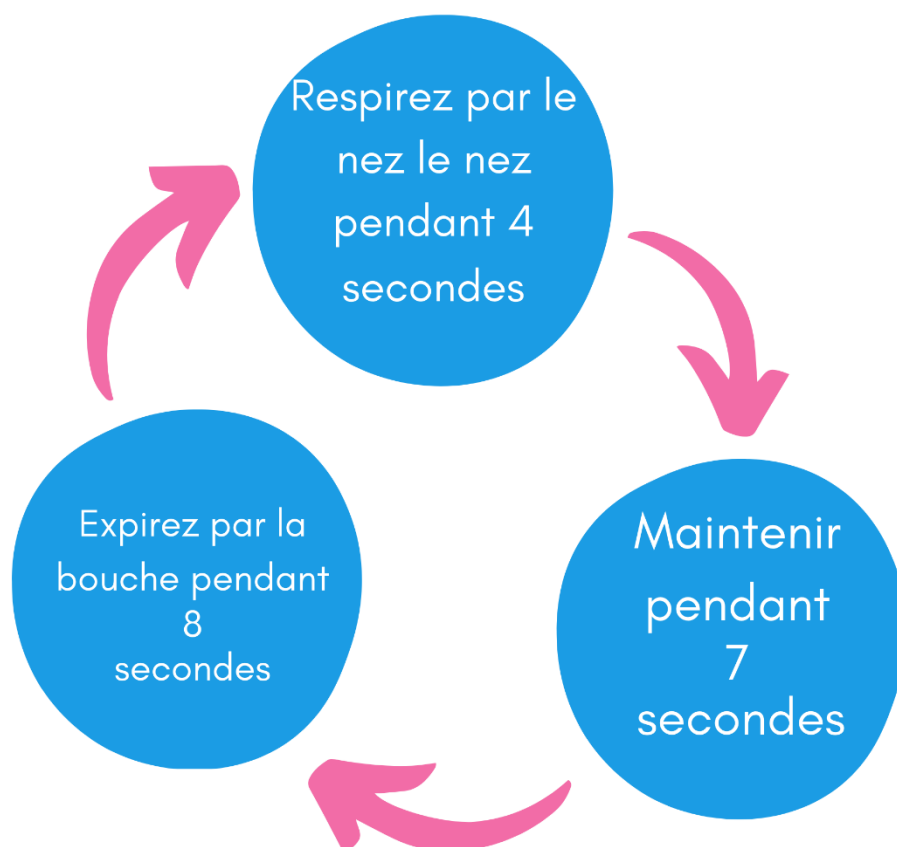 Respirez par le
nez le nez
pendant 4
secondes
Maintenir
pendant
7
secondes
Expirez par la
bouche pendant
8
secondes